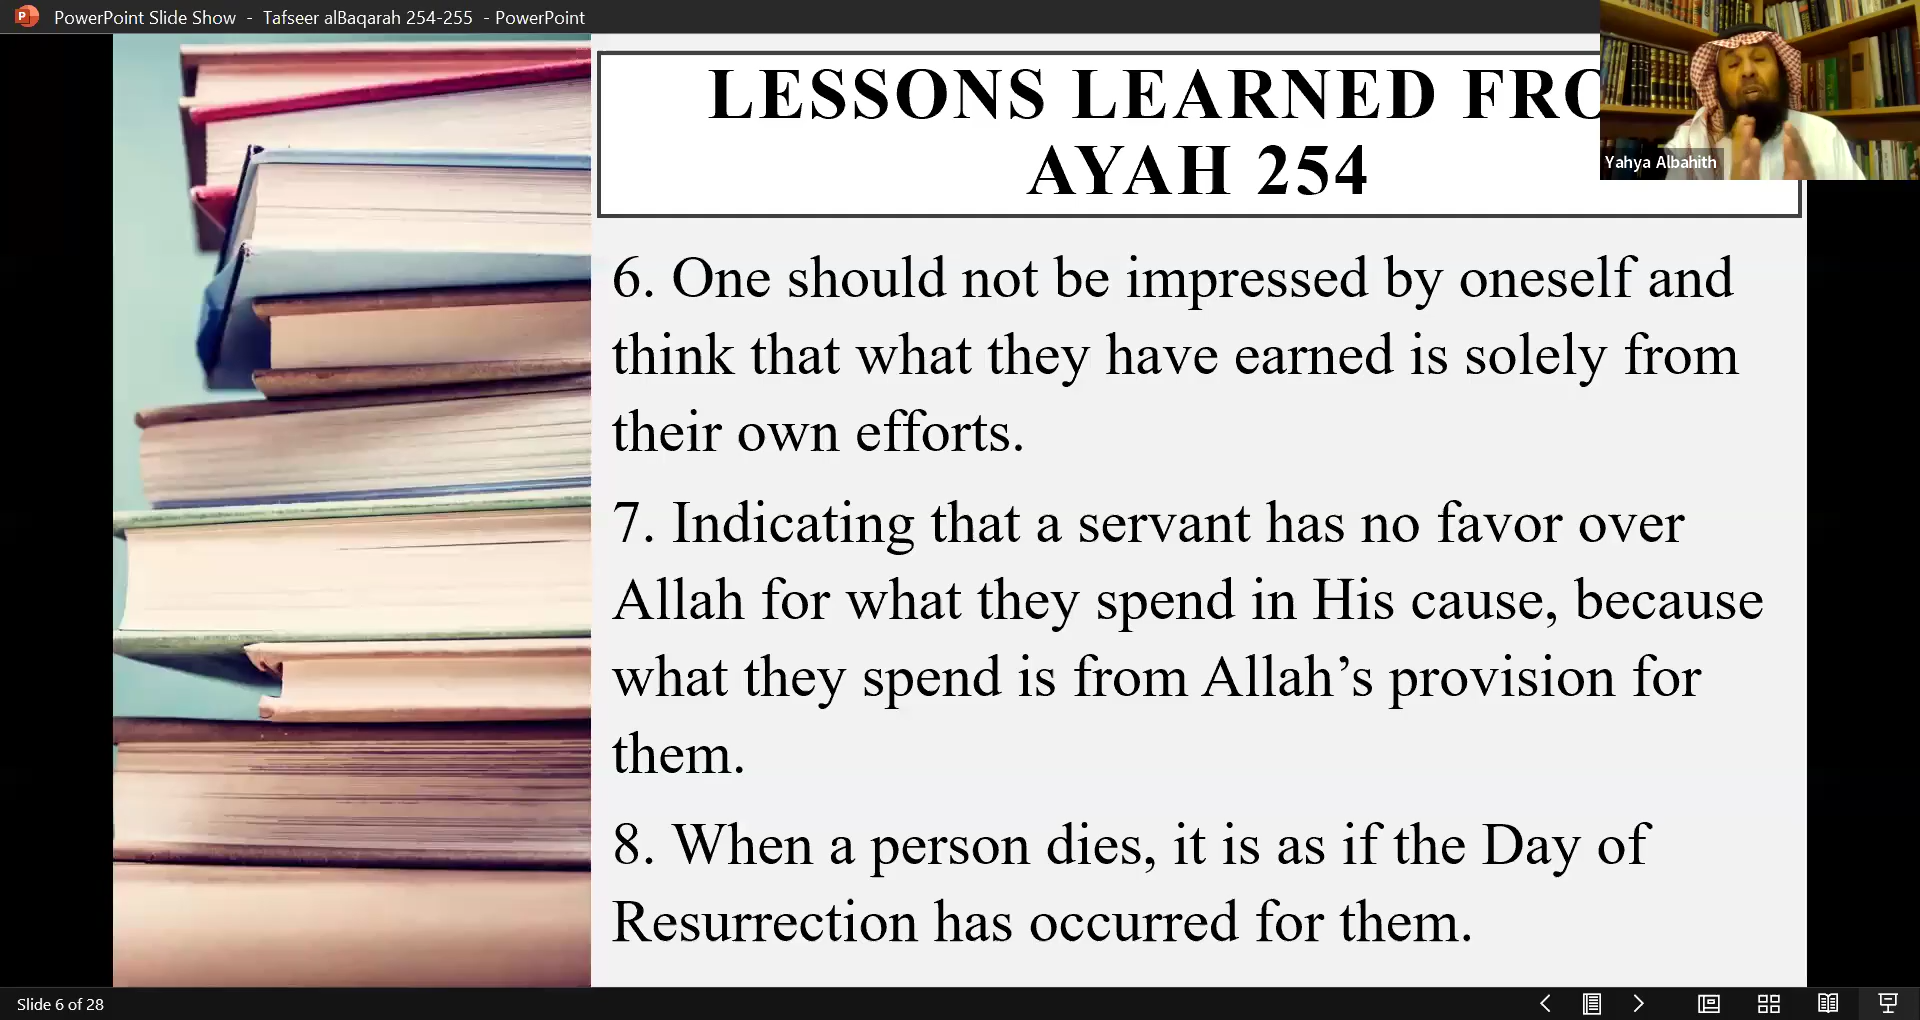 PowerPoint Slide Show - Tafseer alBaqarah 254-255 - PowerPoint
LESSONS LEARNED FRO
AYAH 254
Yahya Albahith
6. One should not be impressed by oneself and
think that what they have earned is solely from
their own efforts.
7. Indicating that a servant has no favor over
Allah for what they spend in His cause, because
what they spend is from Allah’s provision for
them.
8. When a person dies, it is as if the Day of
Resurrection has occurred for them.
Slide 6 of 28